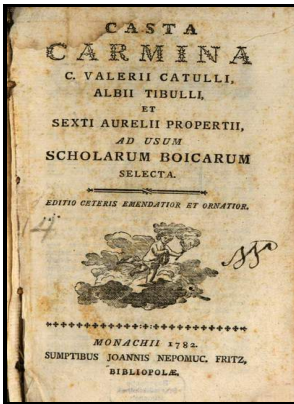 CASTA
CARMINA
C. VALERII CATULLI,
ALBII TIBULLI,
ET
SEXTI AURELII PROPERTII,
AD USUM
SCHOLARUM BOICARUM
SELECTA.
EDITIO CETERIS EMENDATIOR ET ORNATIOR.
14
MONACHII 1782.
SUMPTIBUS JOANNIS NEPOMUC. FRITZ,
BIBLIOPOLÆ.